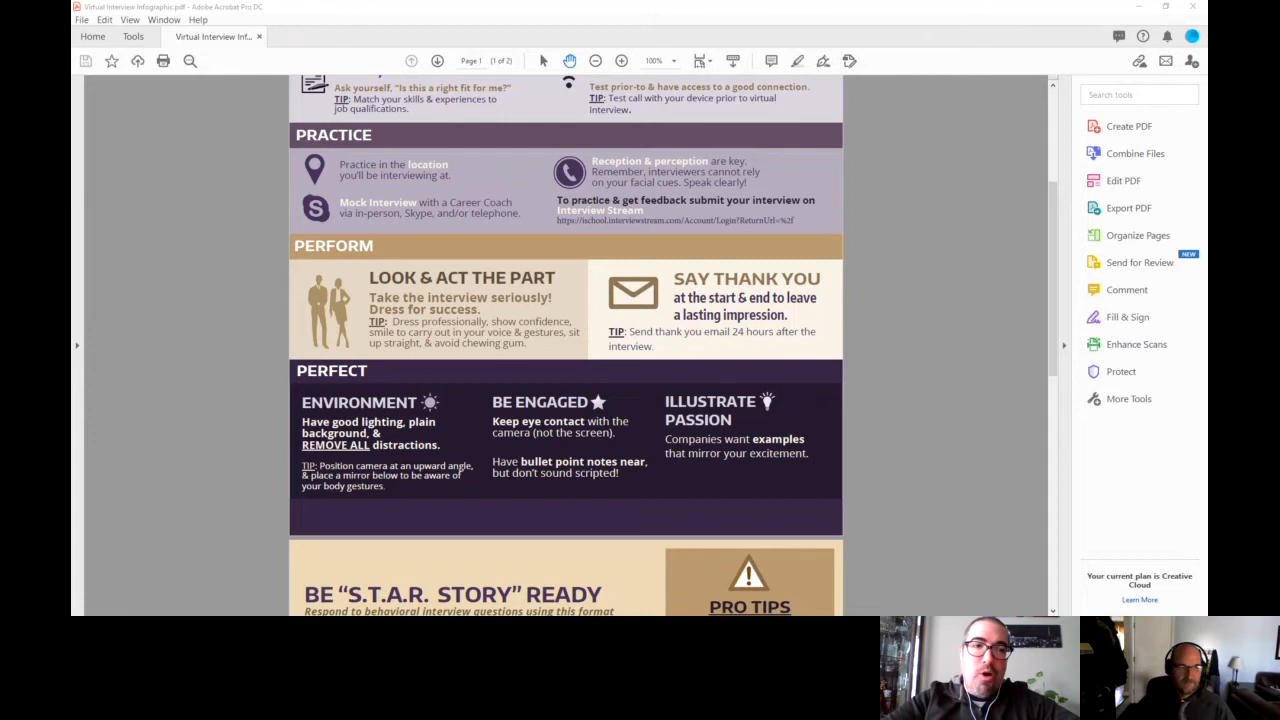 Virtual Interview Infographic.pdf - Adobe Acrobat Pro DC
File Edit View Window Help
Home Tools Virtual Interview Inf... ×
Page 1 (1 of 2) 100%
Ask yourself, "Is this a right fit for me?"
TIP: Match your skills & experiences to
job qualifications.
Test prior-to & have access to a good connection.
TIP: Test call with your device prior to virtual
interview.
PRACTICE
Practice in the location
you'll be interviewing at.
Mock Interview with a Career Coach
via in-person, Skype, and/or telephone.
Reception & perception are key.
Remember, interviewers cannot rely
on your facial cues. Speak clearly!
To practice & get feedback submit your interview on
Interview Stream
https://ischool.interviewstream.com/Account/Login?ReturnUrl=%2f
PERFORM
LOOK & ACT THE PART
Take the interview seriously!
Dress for success.
TIP: Dress professionally, show confidence,
smile to carry out in your voice & gestures, sit
up straight, & avoid chewing gum.
SAY THANK YOU
at the start & end to leave
a lasting impression.
TIP: Send thank you email 24 hours after the
interview.
PERFECT
ENVIRONMENT
Have good lighting, plain
background, &
REMOVE ALL distractions.
TIP: Position camera at an upward angle,
& place a mirror below to be aware of
your body gestures.
BE ENGAGED
Keep eye contact with the
camera (not the screen).
Have bullet point notes near,
but don't sound scripted!
ILLUSTRATE
PASSION
Companies want examples
that mirror your excitement.
BE "S.T.A.R. STORY" READY
Respond to behavioral interview questions using this format
PRO TIPS
Search tools
Create PDF
Combine Files
Edit PDF
Export PDF
Organize Pages
Send for Review
NEW
Comment
Fill & Sign
Enhance Scans
Protect
More Tools
Your current plan is Creative
Cloud
Learn More